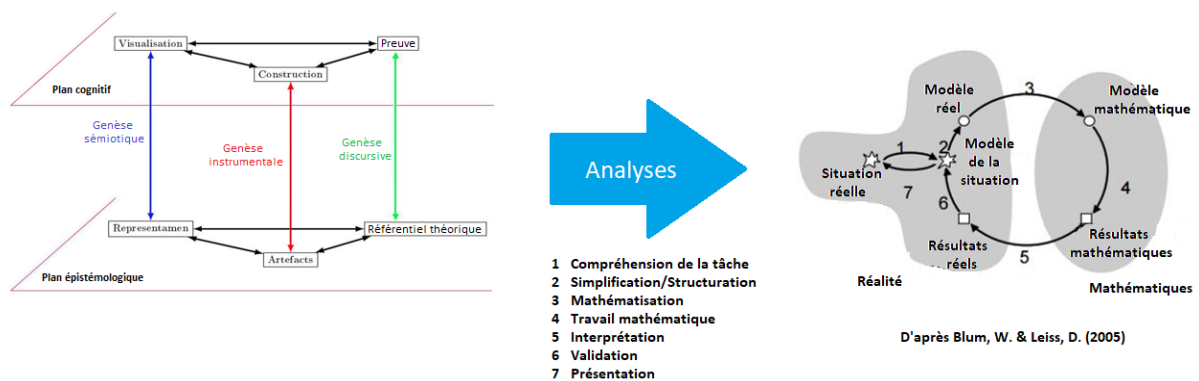 Visualisation
Preuve
Construction
Plan cognitif
Genèse
sémiotique
Genèse
instrumentale
Genèse
discursive
Representamen
Référentiel théorique
Artefacts
Plan épistémologique
Analyses
1 Compréhension de la tâche
2 Simplification/Structuration
3 Mathématisation
4 Travail mathématique
5 Interprétation
6 Validation
7 Présentation
Modèle
réel
3
Modèle
mathématique
1
2
Modèle
de la
situation
Situation
réelle
7
6
4
Résultats
réels
5
Résultats
mathématiques
Réalité
Mathématiques
D'après Blum, W. & Leiss, D. (2005)